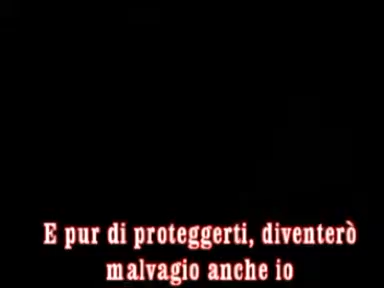 E pur di proteggerti, diventerò
malvagio anche io